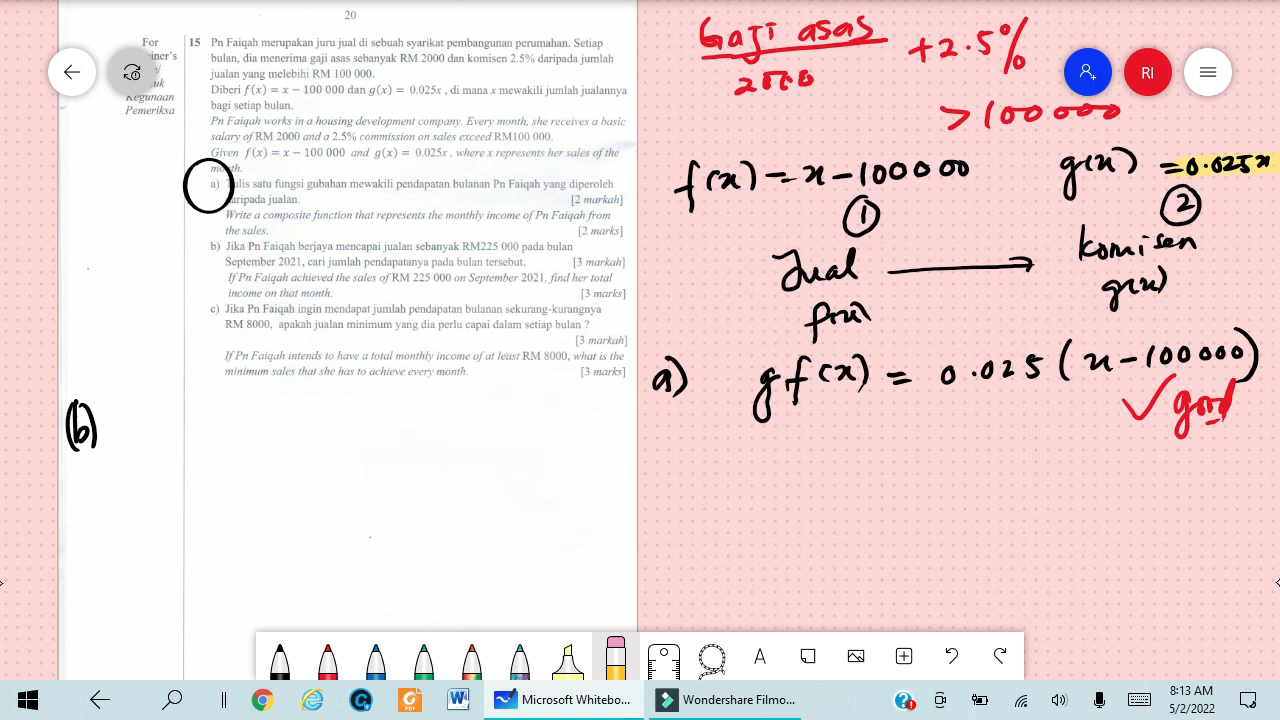 20
For
iner's
uk
Kegunaan
Pemeriksa
15 Pn Faiqah merupakan juru jual di sebuah syarikat pembangunan perumahan. Setiap
bulan, dia menerima gaji asas sebanyak RM 2000 dan komisen 2.5% daripada jumlah
jualan yang melebihi RM 100 000.
Diberi f(x) = x − 100 000 dan g(x) = 0.025x, di mana x mewakili jumlah jualannya
bagi setiap bulan.
Pn Faiqah works in a housing development company. Every month, she receives a basic
salary of RM 2000 and a 2.5% commission on sales exceed RM100 000.
Given f(x) = x − 100 000 and g(x) = 0.025x, where x represents her sales of the
month.
a) Tulis satu fungsi gubahan mewakili pendapatan bulanan Pn Faiqah yang diperoleh
daripada jualan. [2 markah]
Write a composite function that represents the monthly income of Pn Faiqah from
the sales. [2 marks]
b) Jika Pn Faiqah berjaya mencapai jualan sebanyak RM225 000 pada bulan
September 2021, cari jumlah pendapatanya pada bulan tersebut. [3 markah]
If Pn Faiqah achieved the sales of RM 225 000 on September 2021, find her total
income on that month. [3 marks]
c) Jika Pn Faiqah ingin mendapat jumlah pendapatan bulanan sekurang-kurangnya
RM 8000, apakah jualan minimum yang dia perlu capai dalam setiap bulan ?
[3 markah]
If Pn Faiqah intends to have a total monthly income of at least RM 8000, what is the
minimum sales that she has to achieve every month. [3 marks]
(b)
Gaji asas
2000
+2.5%
>100 000
RI
f(x) = x − 100 000
1
g(x) = 0.025x
2
Jual
komisen
g(x)
a) gf(x) = 0.025 (x − 100 000)
good
A
Microsoft Whitebo...
Wondershare Filmo...
8:13 AM
5/2/2022